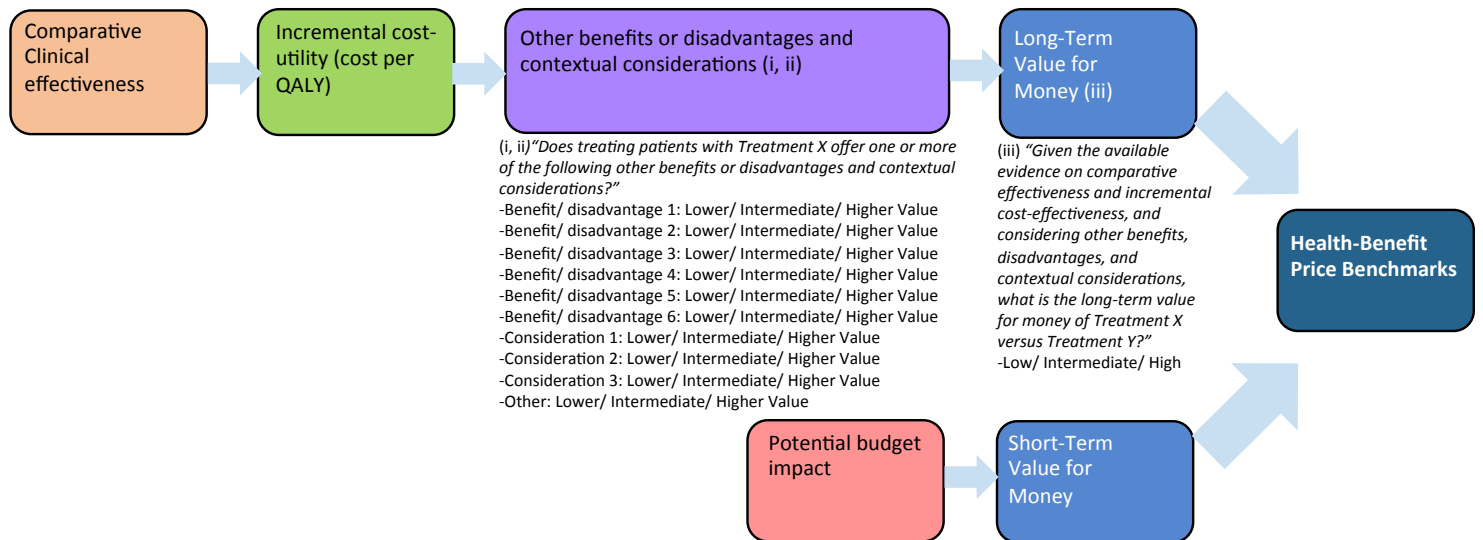 Comparative
Clinical
effectiveness
Incremental cost-
utility (cost per
QALY)
Other benefits or disadvantages and
contextual considerations (i, ii)
Long-Term
Value for
Money (iii)
(i, ii)“Does treating patients with Treatment X offer one or more
of the following other benefits or disadvantages and contextual
considerations?”
-Benefit/ disadvantage 1: Lower/ Intermediate/ Higher Value
-Benefit/ disadvantage 2: Lower/ Intermediate/ Higher Value
-Benefit/ disadvantage 3: Lower/ Intermediate/ Higher Value
-Benefit/ disadvantage 4: Lower/ Intermediate/ Higher Value
-Benefit/ disadvantage 5: Lower/ Intermediate/ Higher Value
-Benefit/ disadvantage 6: Lower/ Intermediate/ Higher Value
-Consideration 1: Lower/ Intermediate/ Higher Value
-Consideration 2: Lower/ Intermediate/ Higher Value
-Consideration 3: Lower/ Intermediate/ Higher Value
-Other: Lower/ Intermediate/ Higher Value
(iii) “Given the available
evidence on comparative
effectiveness and incremental
cost-effectiveness, and
considering other benefits,
disadvantages, and
contextual considerations,
what is the long-term value
for money of Treatment X
versus Treatment Y?”
-Low/ Intermediate/ High
Health-Benefit
Price Benchmarks
Potential budget
impact
Short-Term
Value for
Money